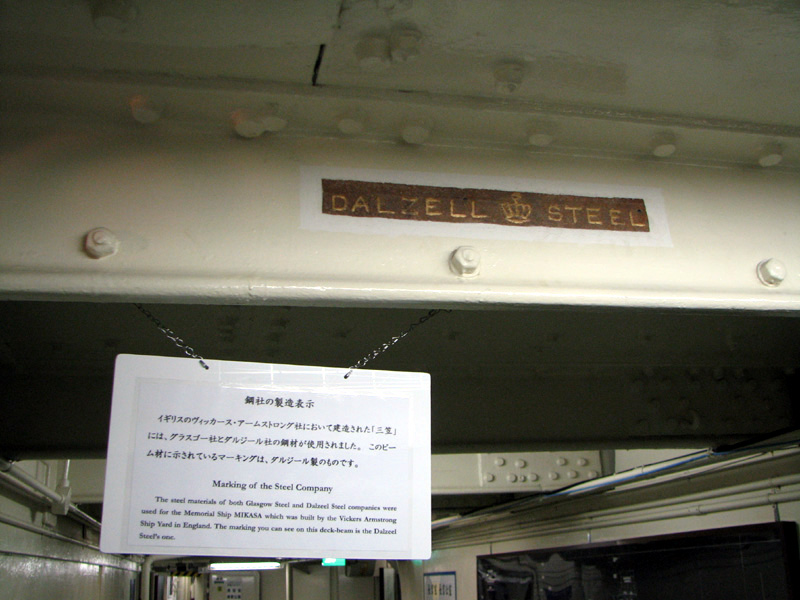 DALZELL STEEL
鋼社の製造表示
イギリスのヴィッカース・アームストロング社において建造された「三笠」
には、グラスゴー社とダルジール社の鋼材が使用されました。 このビー
ム材に示されているマーキングは、ダルジール製のものです。
Marking of the Steel Company
The steel materials of both Glasgow Steel and Dalzeel Steel companies were
used for the Memorial Ship MIKASA which was built by the Vickers Armstrong
Ship Yard in England. The marking you can see on this deck-beam is the Dalzeel
Steel's one.